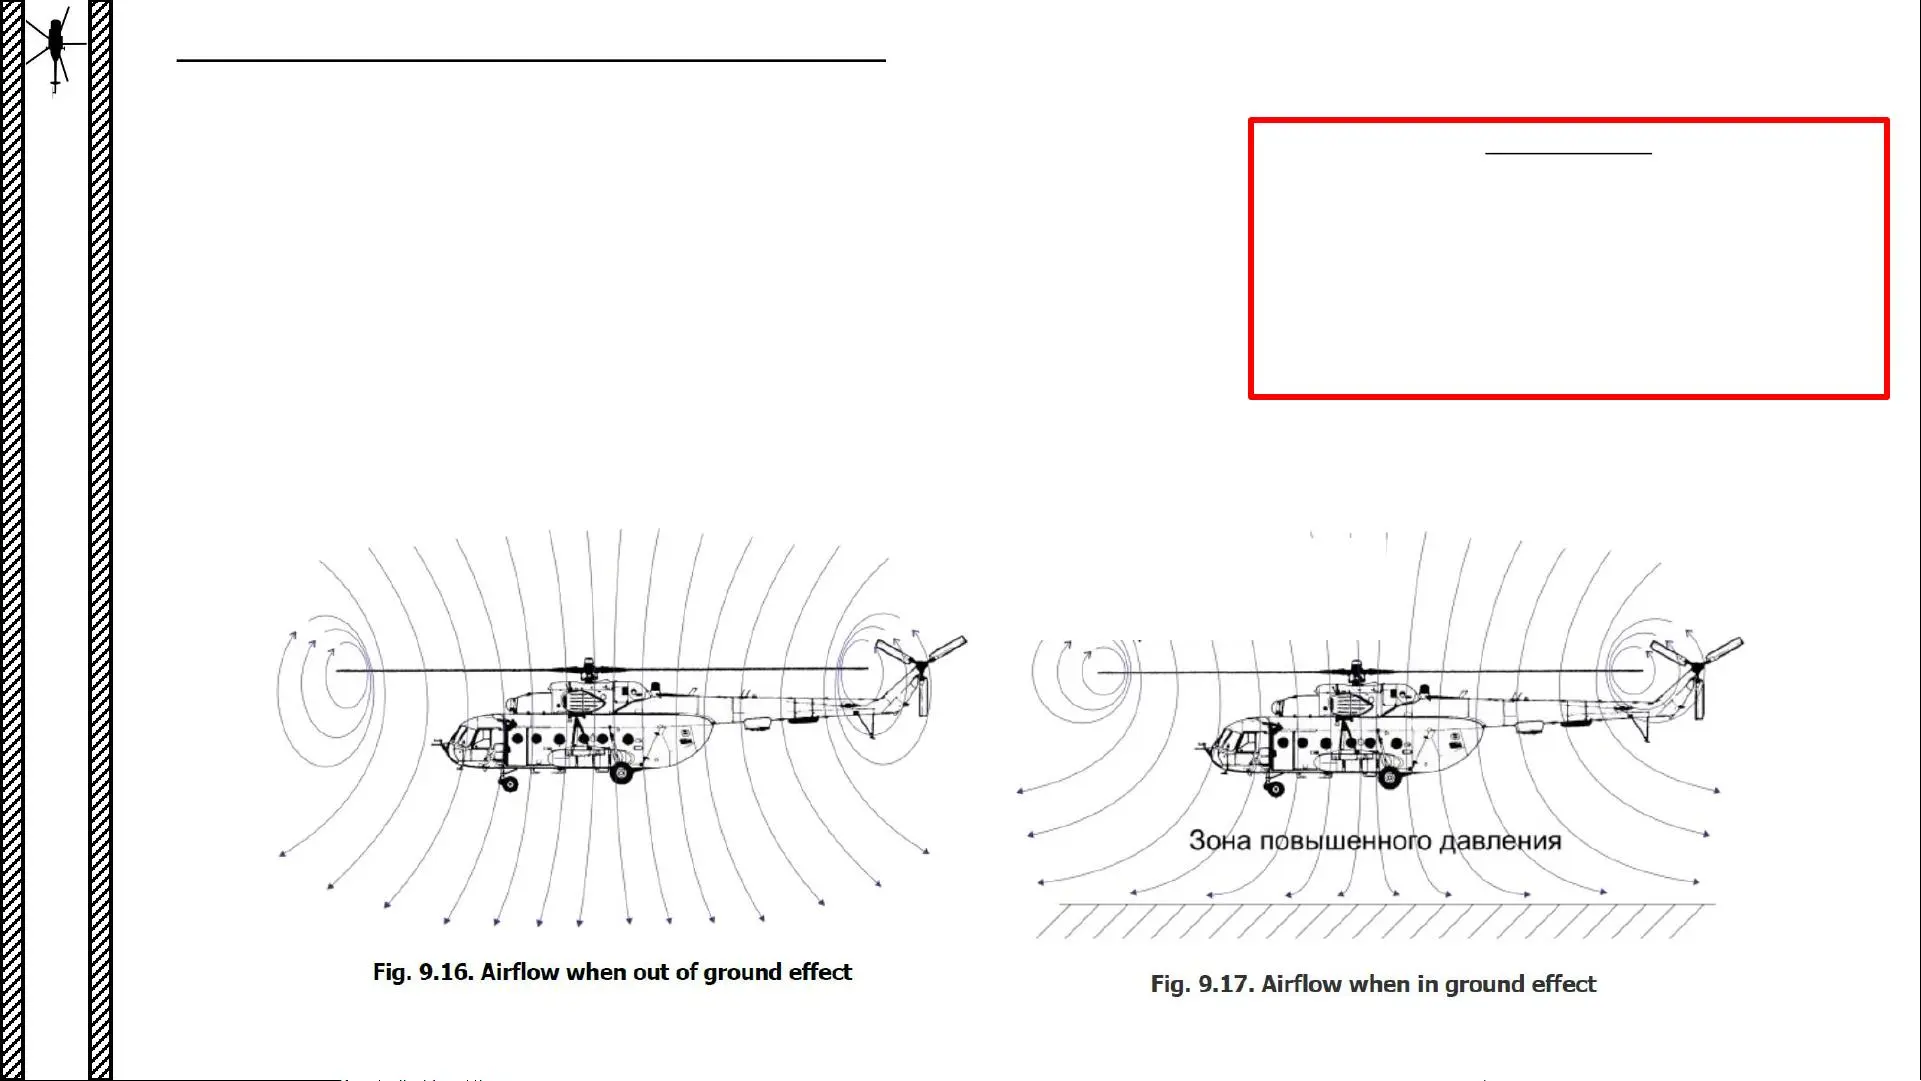 Зона повышенного давления
Fig. 9.16. Airflow when out of ground effect
Fig. 9.17. Airflow when in ground effect